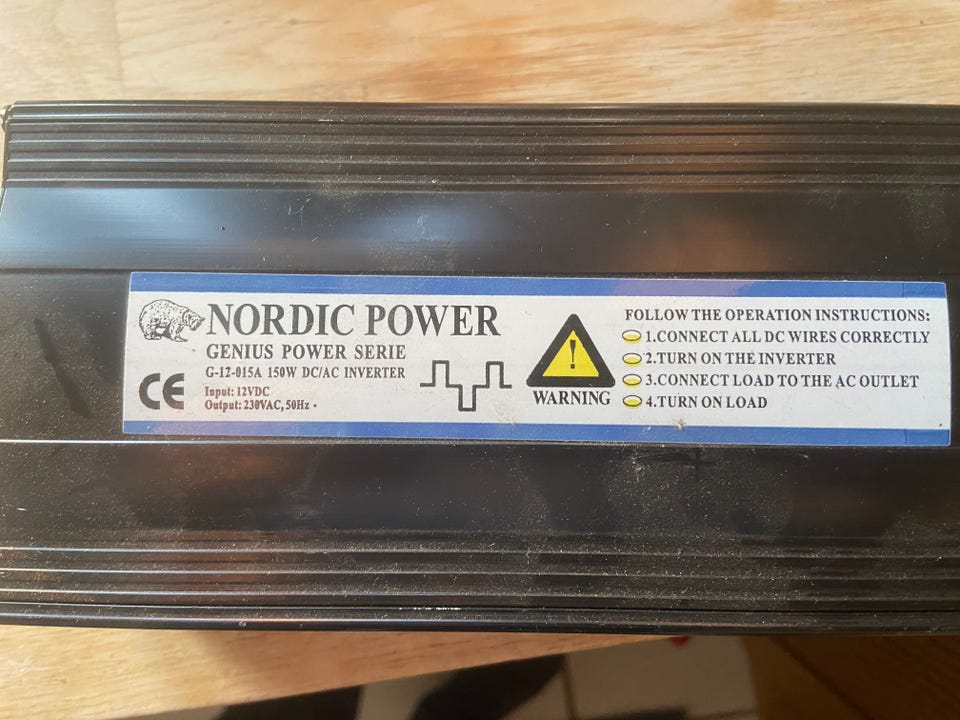 NORDIC POWER
GENIUS POWER SERIE
G-12-015A 150W DC/AC INVERTER
CE
Input: 12VDC
Output: 230VAC, 50Hz
WARNING
FOLLOW THE OPERATION INSTRUCTIONS:
1.CONNECT ALL DC WIRES CORRECTLY
2.TURN ON THE INVERTER
3.CONNECT LOAD TO THE AC OUTLET
4.TURN ON LOAD